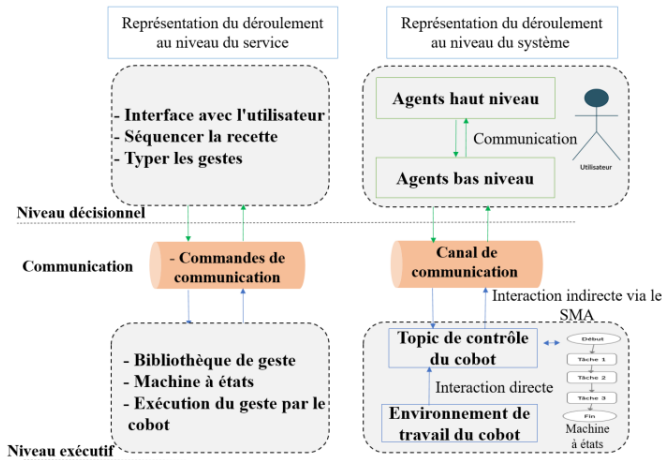 Représentation du déroulement
au niveau du service
Représentation du déroulement
au niveau du système
- Interface avec l'utilisateur
- Séquencer la recette
- Typer les gestes
Agents haut niveau
Communication
Agents bas niveau
Utilisateur
Niveau décisionnel
Communication
- Commandes de
communication
Canal de
communication
Interaction indirecte via le
SMA
- Bibliothèque de geste
- Machine à états
- Exécution du geste par le
cobot
Topic de contrôle
du cobot
Interaction directe
Environnement de
travail du cobot
Début
Tâche 1
Tâche 2
Tâche 3
Fin
Machine
à états
Niveau exécutif